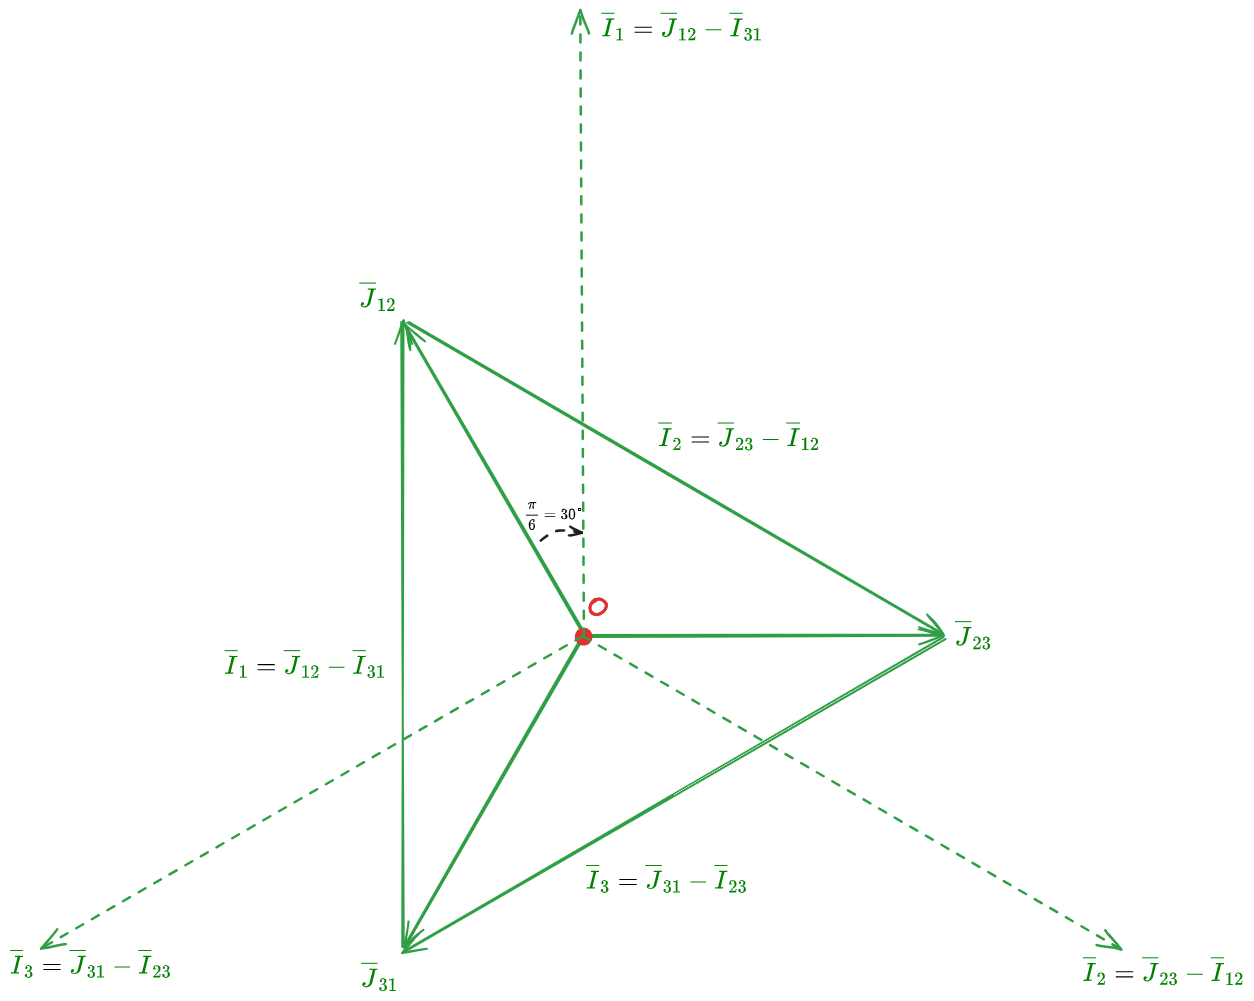 $\overline{I}_1 = \overline{J}_{12} - \overline{I}_{31}$
$\overline{J}_{12}$
$\overline{I}_2 = \overline{J}_{23} - \overline{I}_{12}$
$\frac{\pi}{6} = 30^\circ$
O
$\overline{J}_{23}$
$\overline{I}_1 = \overline{J}_{12} - \overline{I}_{31}$
$\overline{I}_3 = \overline{J}_{31} - \overline{I}_{23}$
$\overline{I}_3 = \overline{J}_{31} - \overline{I}_{23}$
$\overline{J}_{31}$
$\overline{I}_2 = \overline{J}_{23} - \overline{I}_{12}$